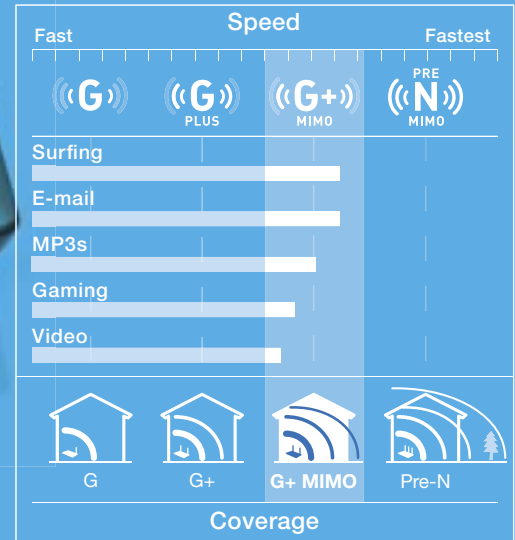 Speed
Fast Fastest
G G G+ PRE N
PLUS MIMO MIMO
Surfing
E-mail
MP3s
Gaming
Video
G G+ G+ MIMO Pre-N
Coverage